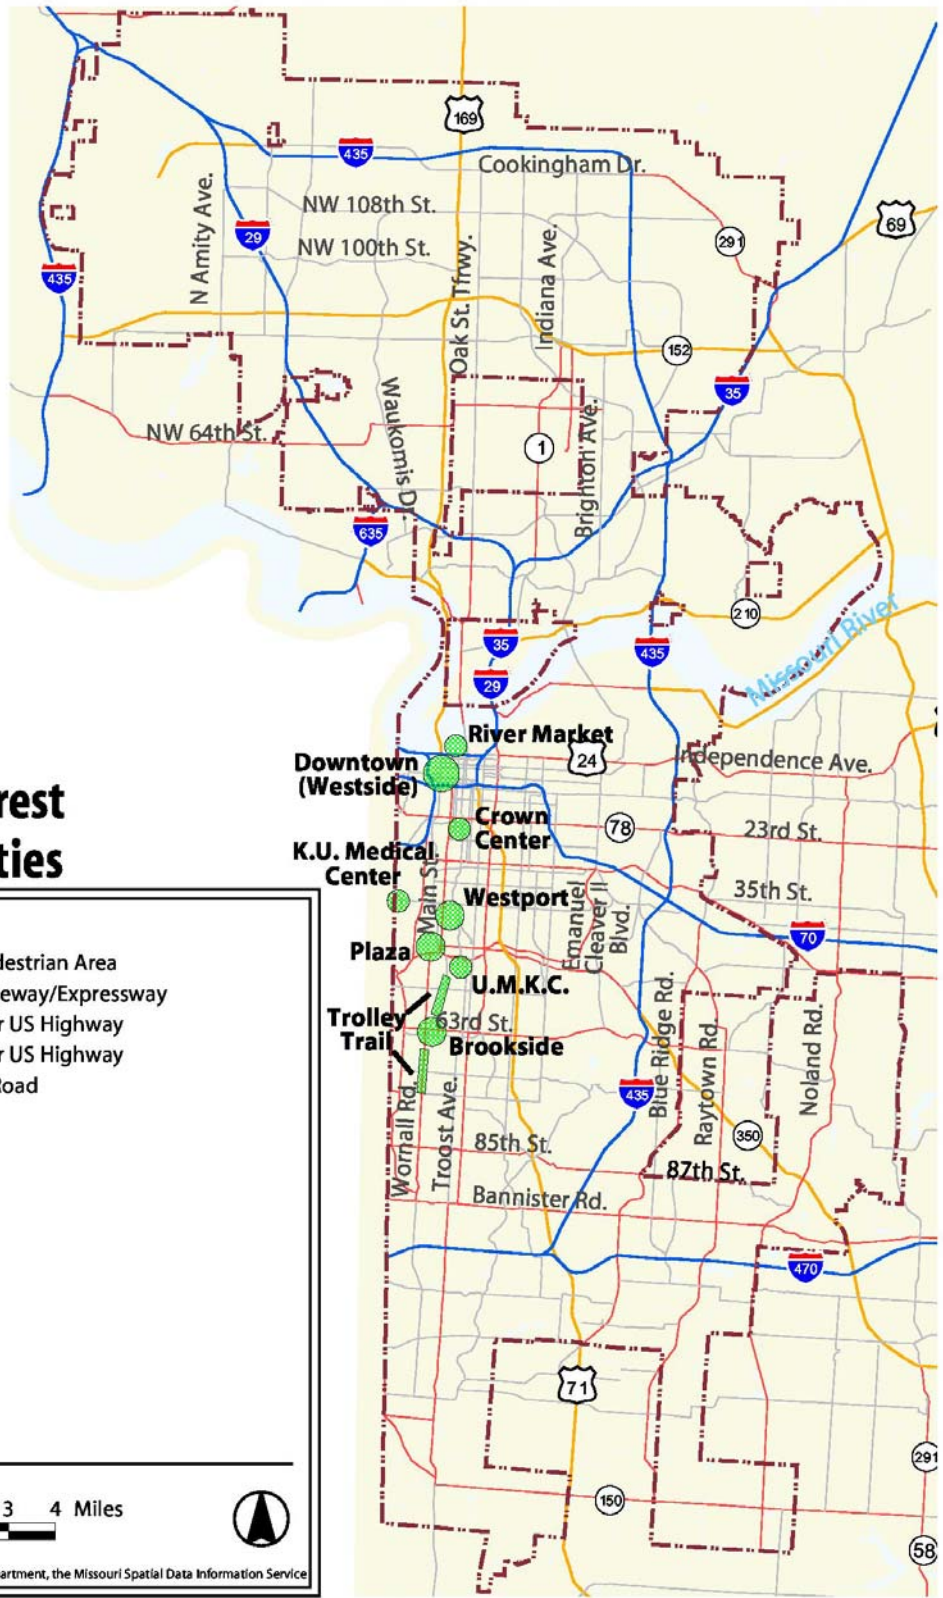 169
435
Cookingham Dr.
N Amity Ave.
NW 108th St.
69
29
NW 100th St.
291
435
Oak St. Tfrwy.
Indiana Ave.
152
35
Waukomis Dr.
NW 64th St.
1
Brighton Ave.
635
210
35
435
Missouri River
29
River Market
Downtown
(Westside)
24
Independence Ave.
rest
ties
Crown
Center
78
23rd St.
K.U. Medical
Center
Main St.
35th St.
Westport
Emanuel
Cleaver II
Blvd.
70
Plaza
destrian Area
U.M.K.C.
eway/Expressway
Trolley
Trail
63rd St.
r US Highway
Brookside
r US Highway
Road
Blue Ridge Rd.
Raytown Rd.
Noland Rd.
435
Wornall Rd.
Troost Ave.
350
85th St.
87th St.
Bannister Rd.
470
71
291
150
3 4 Miles
58
artment, the Missouri Spatial Data Information Service